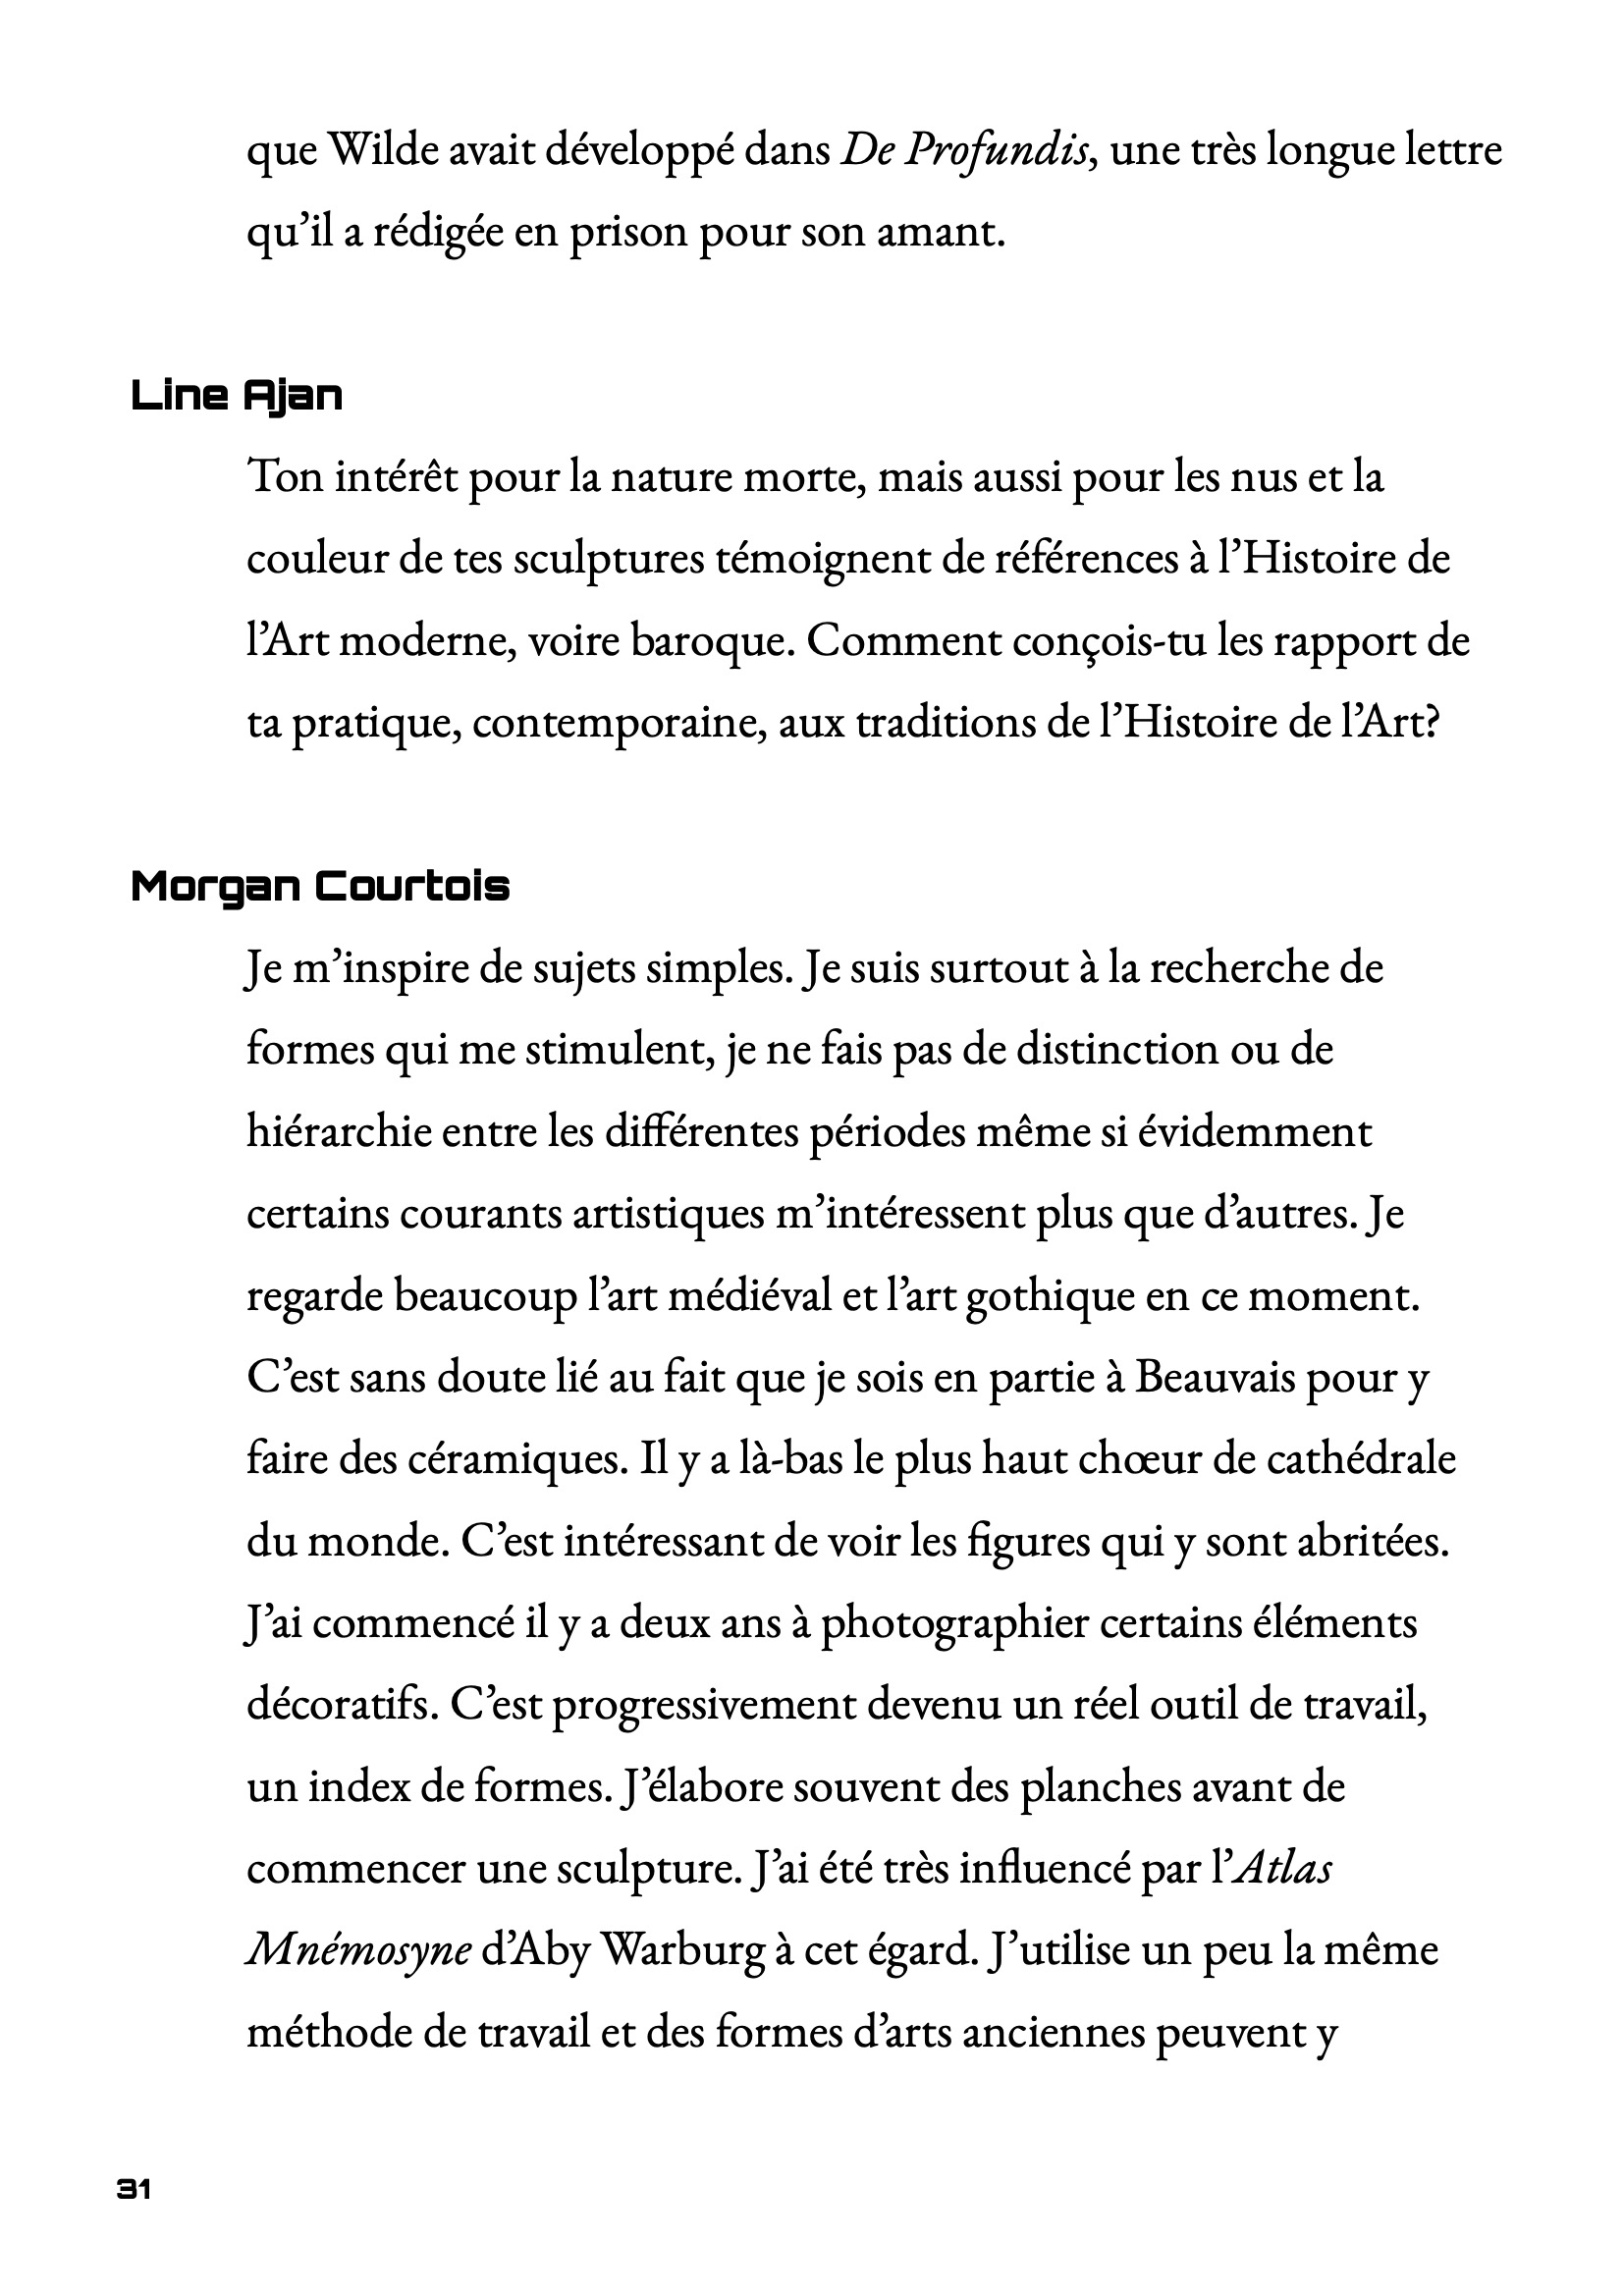 que Wilde avait développé dans De Profundis, une très longue lettre
qu’il a rédigée en prison pour son amant.
Line Ajan
Ton intérêt pour la nature morte, mais aussi pour les nus et la
couleur de tes sculptures témoignent de références à l’Histoire de
l’Art moderne, voire baroque. Comment conçois-tu les rapport de
ta pratique, contemporaine, aux traditions de l’Histoire de l’Art?
Morgan Courtois
Je m’inspire de sujets simples. Je suis surtout à la recherche de
formes qui me stimulent, je ne fais pas de distinction ou de
hiérarchie entre les différentes périodes même si évidemment
certains courants artistiques m’intéressent plus que d’autres. Je
regarde beaucoup l’art médiéval et l’art gothique en ce moment.
C’est sans doute lié au fait que je sois en partie à Beauvais pour y
faire des céramiques. Il y a là-bas le plus haut chœur de cathédrale
du monde. C’est intéressant de voir les figures qui y sont abritées.
J’ai commencé il y a deux ans à photographier certains éléments
décoratifs. C’est progressivement devenu un réel outil de travail,
un index de formes. J’élabore souvent des planches avant de
commencer une sculpture. J’ai été très influencé par l’Atlas
Mnémosyne d’Aby Warburg à cet égard. J’utilise un peu la même
méthode de travail et des formes d’arts anciennes peuvent y
31